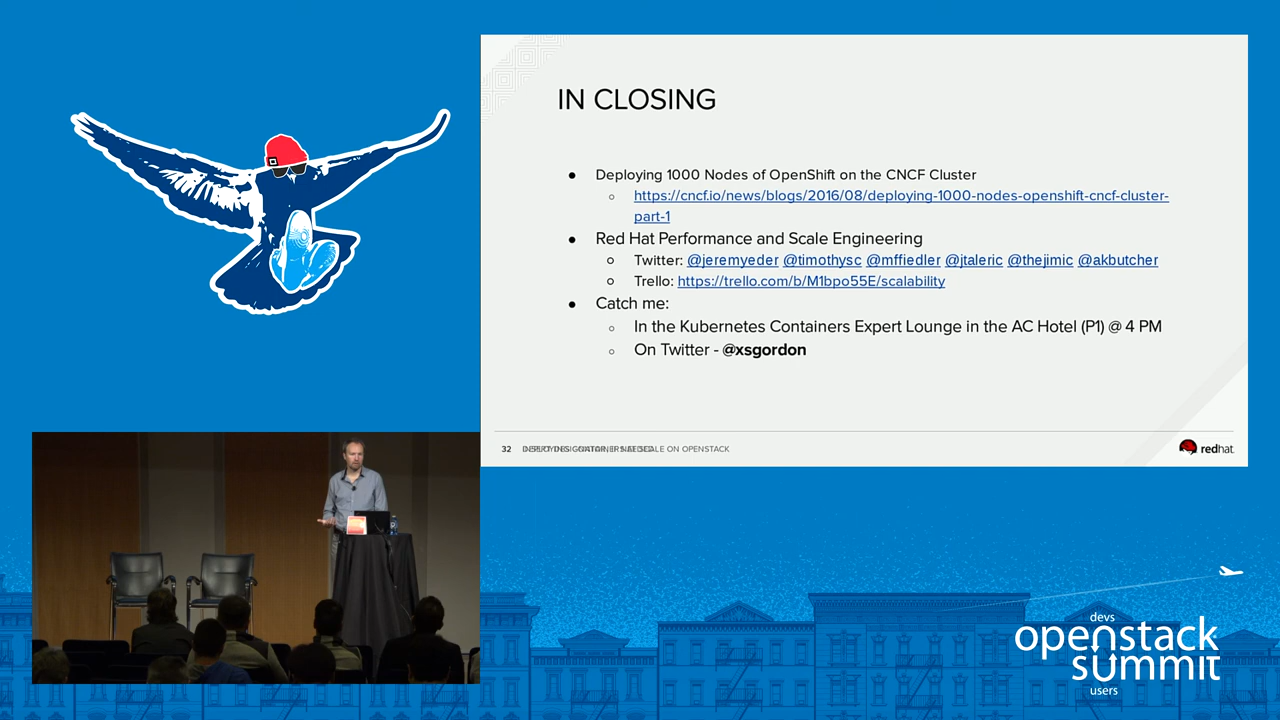 IN CLOSING
● Deploying 1000 Nodes of OpenShift on the CNCF Cluster
○ https://cncf.io/news/blogs/2016/08/deploying-1000-nodes-openshift-cncf-cluster-
part-1
● Red Hat Performance and Scale Engineering
○ Twitter: @jeremyeder @timothysc @mffiedler @jtaleric @thejimic @akbutcher
○ Trello: https://trello.com/b/M1bpo55E/scalability
● Catch me:
○ In the Kubernetes Containers Expert Lounge in the AC Hotel (P1) @ 4 PM
○ On Twitter - @xsgordon
32 SCALE ON OPENSTACK
redhat
devs
openstack
summit
users